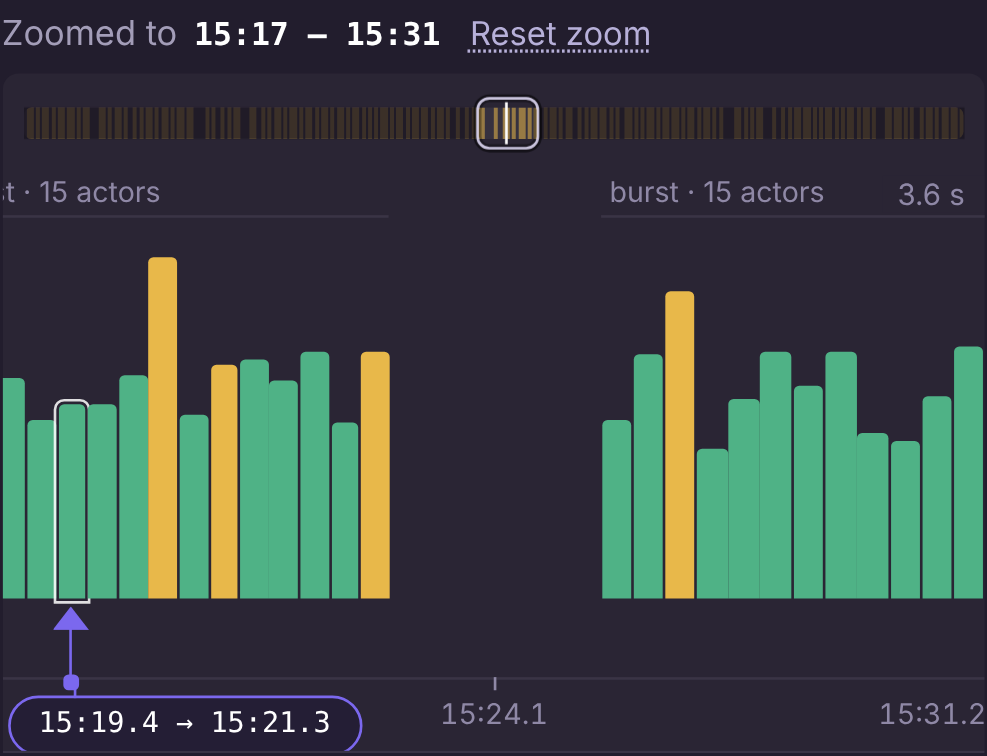 Zoomed to 15:17 – 15:31 Reset zoom
t · 15 actors burst · 15 actors 3.6 s
15:24.1 15:31.2
15:19.4 → 15:21.3